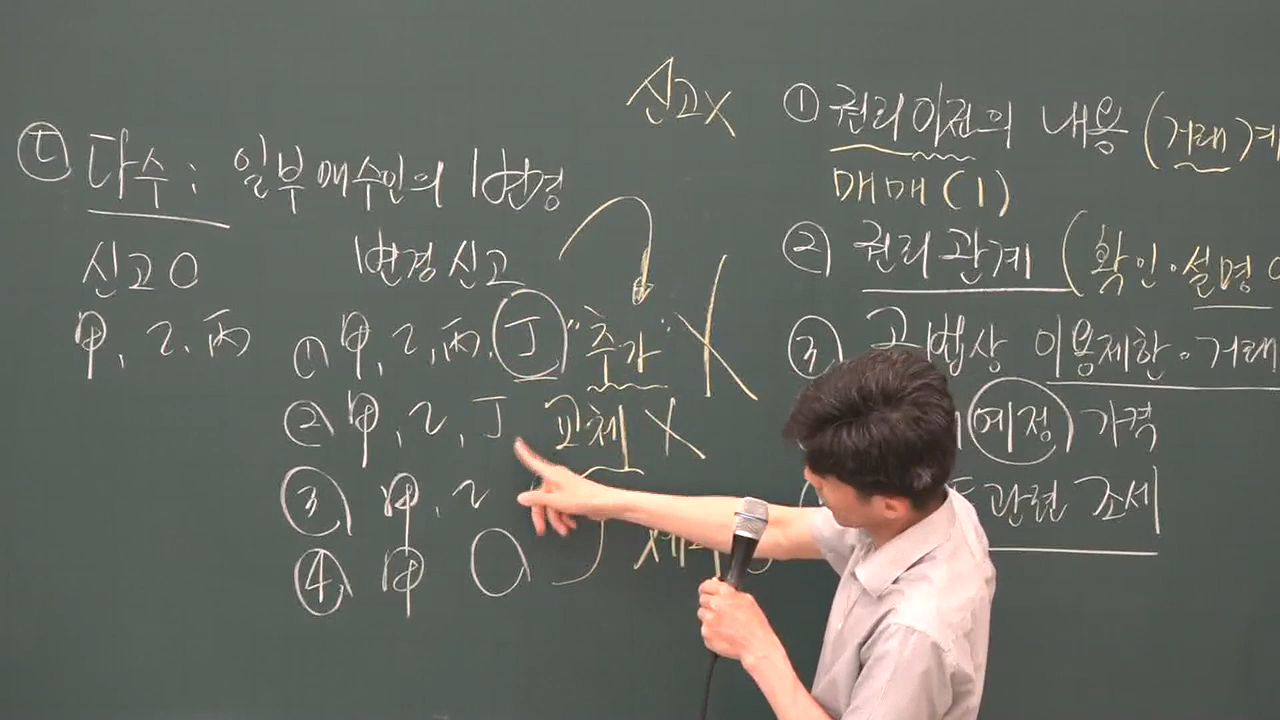 신고X
ⓣ 다수 : 일부 매수인의 변경
신고O 변경신고
甲, 乙, 丙
① 甲, 乙, 丙, 丁 "추가" X
② 甲, 乙, 丁 교체 X
③ 甲, 乙
④ 甲 O
① 권리이전의 내용 (거래계
매매(1)
② 권리관계 (확인·설명
③ 공법상 이용제한·거래
(예정) 가격
관련 조세